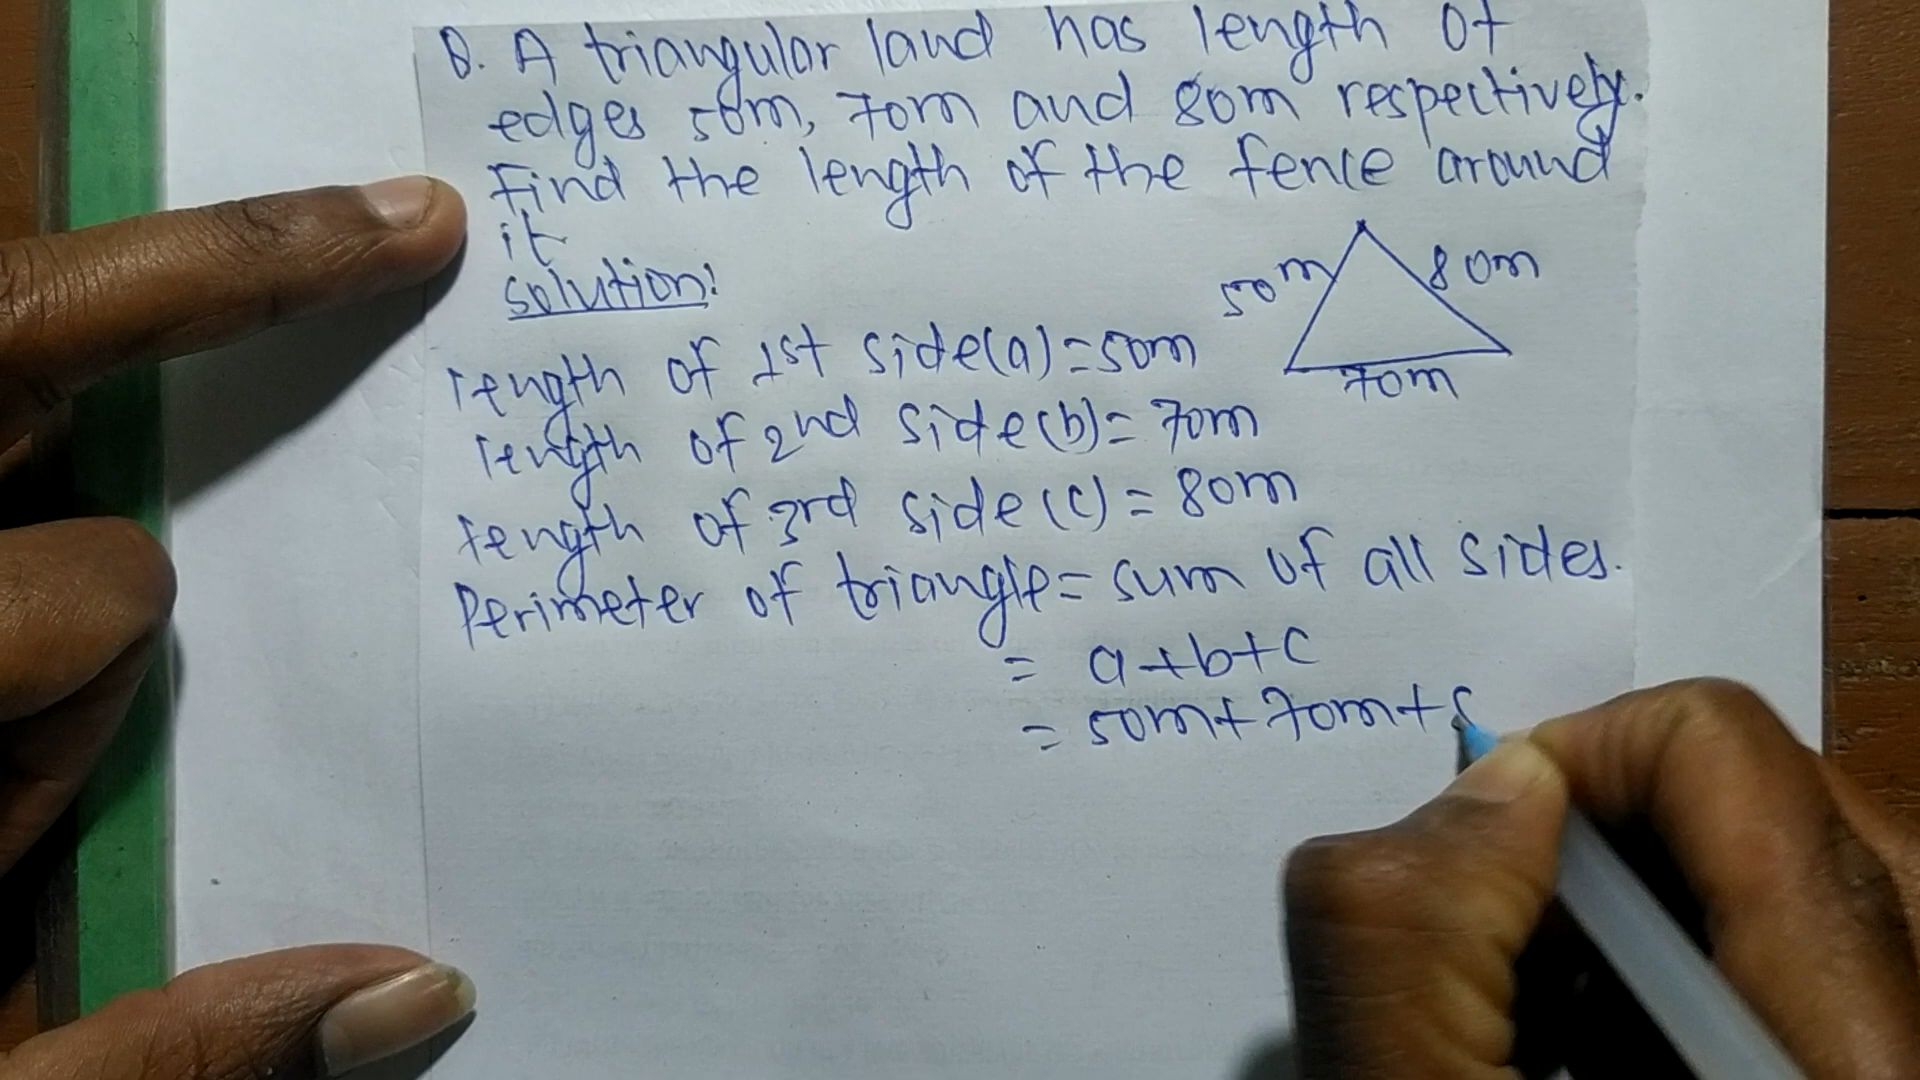 Q. A triangular land has length of
edges 50m, 70m and 80m respectively.
Find the length of the fence around
it
solution:
50m
80m
70m
length of 1st side(a)=50m
length of 2nd side(b)=70m
length of 3rd side(c)=80m
Perimeter of triangle=sum of all sides.
= a+b+c
= 50m+70m+